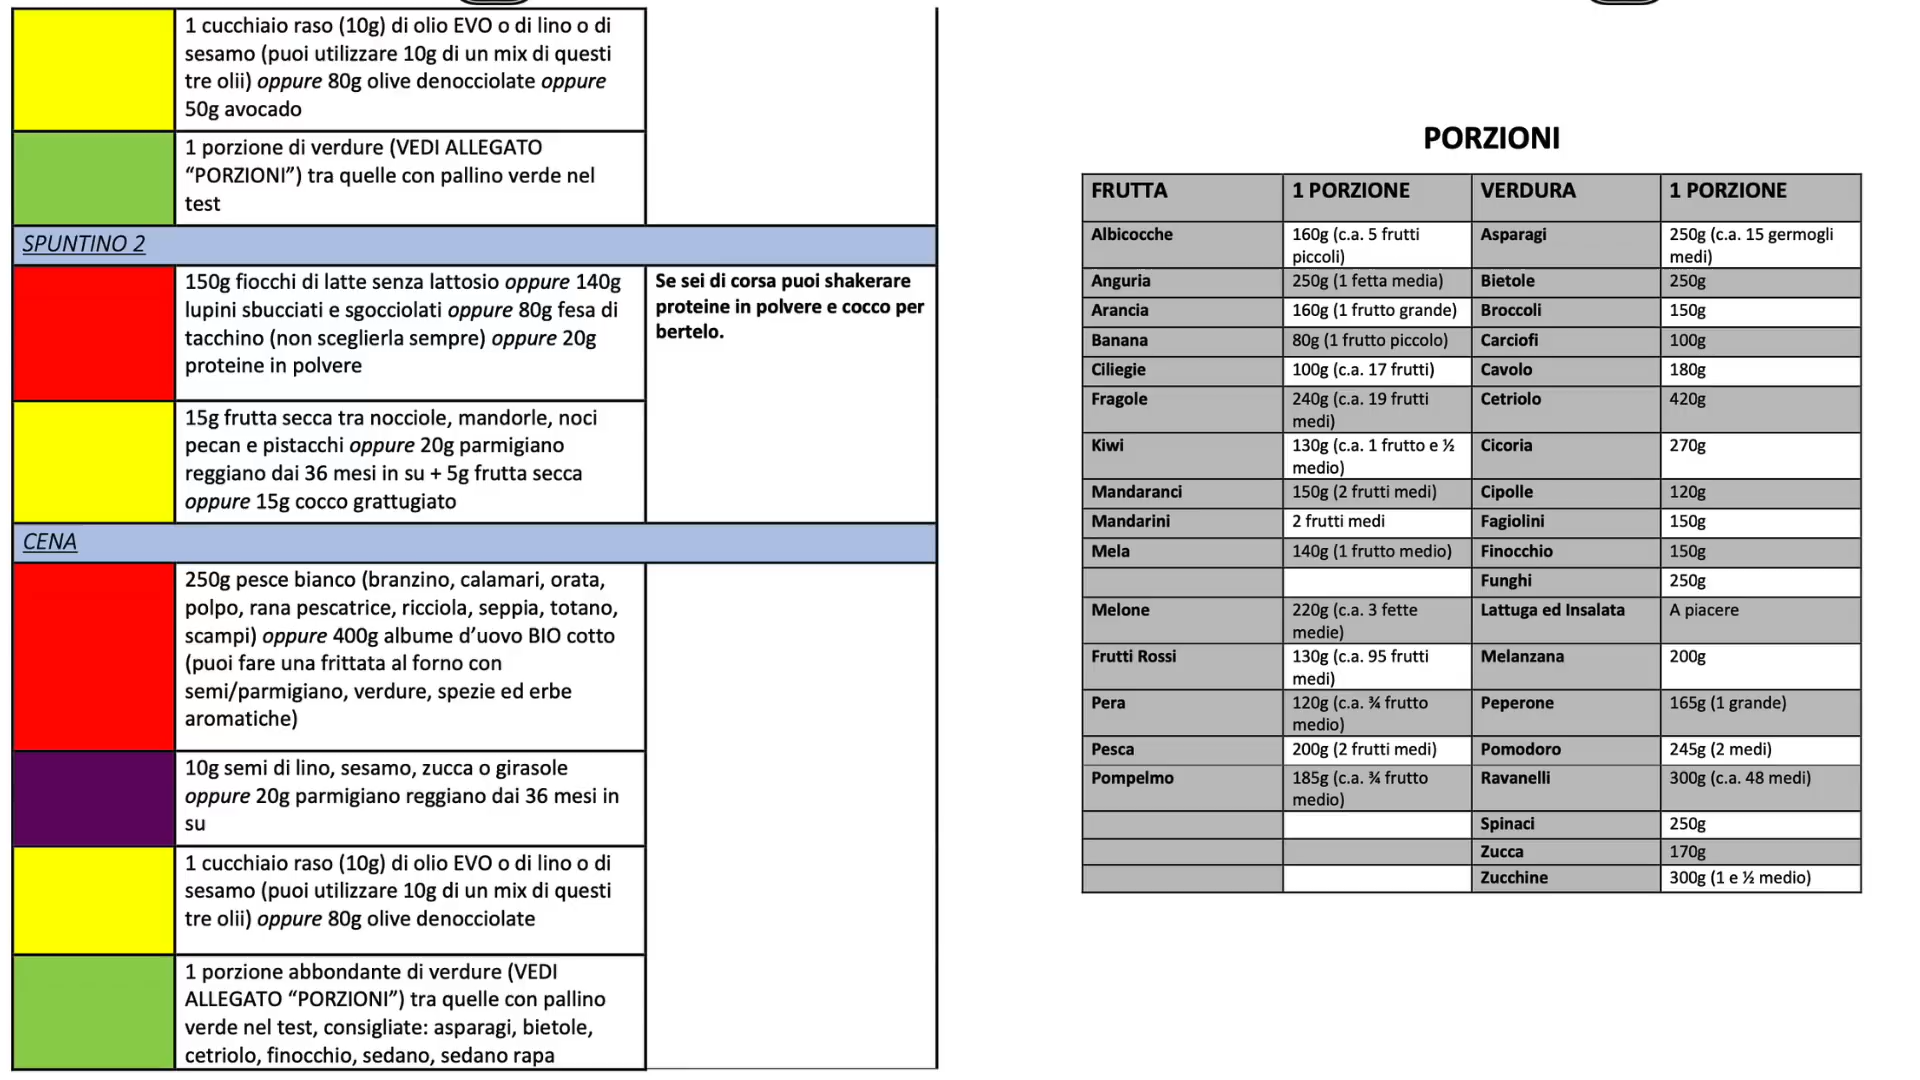 1 cucchiaio raso (10g) di olio EVO o di lino o di
sesamo (puoi utilizzare 10g di un mix di questi
tre olii) oppure 80g olive denocciolate oppure
50g avocado
1 porzione di verdure (VEDI ALLEGATO
“PORZIONI”) tra quelle con pallino verde nel
test
SPUNTINO 2
150g fiocchi di latte senza lattosio oppure 140g
lupini sbucciati e sgocciolati oppure 80g fesa di
tacchino (non sceglierla sempre) oppure 20g
proteine in polvere
Se sei di corsa puoi shakerare
proteine in polvere e cocco per
bertelo.
15g frutta secca tra nocciole, mandorle, noci
pecan e pistacchi oppure 20g parmigiano
reggiano dai 36 mesi in su + 5g frutta secca
oppure 15g cocco grattugiato
CENA
250g pesce bianco (branzino, calamari, orata,
polpo, rana pescatrice, ricciola, seppia, totano,
scampi) oppure 400g albume d’uovo BIO cotto
(puoi fare una frittata al forno con
semi/parmigiano, verdure, spezie ed erbe
aromatiche)
10g semi di lino, sesamo, zucca o girasole
oppure 20g parmigiano reggiano dai 36 mesi in
su
1 cucchiaio raso (10g) di olio EVO o di lino o di
sesamo (puoi utilizzare 10g di un mix di questi
tre olii) oppure 80g olive denocciolate
1 porzione abbondante di verdure (VEDI
ALLEGATO “PORZIONI”) tra quelle con pallino
verde nel test, consigliate: asparagi, bietole,
cetriolo, finocchio, sedano, sedano rapa
PORZIONI
FRUTTA 1 PORZIONE VERDURA 1 PORZIONE
Albicocche 160g (c.a. 5 frutti Asparagi 250g (c.a. 15 germogli
piccoli) medi)
Anguria 250g (1 fetta media) Bietole 250g
Arancia 160g (1 frutto grande) Broccoli 150g
Banana 80g (1 frutto piccolo) Carciofi 100g
Ciliegie 100g (c.a. 17 frutti) Cavolo 180g
Fragole 240g (c.a. 19 frutti Cetriolo 420g
medi)
Kiwi 130g (c.a. 1 frutto e ½ Cicoria 270g
medio)
Mandaranci 150g (2 frutti medi) Cipolle 120g
Mandarini 2 frutti medi Fagiolini 150g
Mela 140g (1 frutto medio) Finocchio 150g
Funghi 250g
Melone 220g (c.a. 3 fette Lattuga ed Insalata A piacere
medie)
Frutti Rossi 130g (c.a. 95 frutti Melanzana 200g
medi)
Pera 120g (c.a. ¾ frutto Peperone 165g (1 grande)
medio)
Pesca 200g (2 frutti medi) Pomodoro 245g (2 medi)
Pompelmo 185g (c.a. ¾ frutto Ravanelli 300g (c.a. 48 medi)
medio)
Spinaci 250g
Zucca 170g
Zucchine 300g (1 e ½ medio)